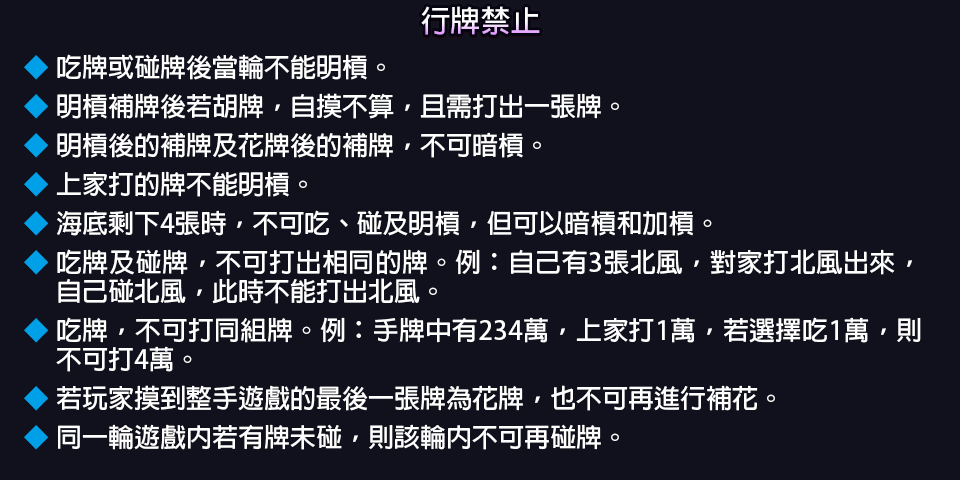 行牌禁止
吃牌或碰牌後當輪不能明槓。
明槓補牌後若胡牌，自摸不算，且需打出一張牌。
明槓後的補牌及花牌後的補牌，不可暗槓。
上家打的牌不能明槓。
海底剩下4張時，不可吃、碰及明槓，但可以暗槓和加槓。
吃牌及碰牌，不可打出相同的牌。例：自己有3張北風，對家打北風出來，
自己碰北風，此時不能打出北風。
吃牌，不可打同組牌。例：手牌中有234萬，上家打1萬，若選擇吃1萬，則
不可打4萬。
若玩家摸到整手遊戲的最後一張牌為花牌，也不可再進行補花。
同一輪遊戲內若有牌未碰，則該輪內不可再碰牌。